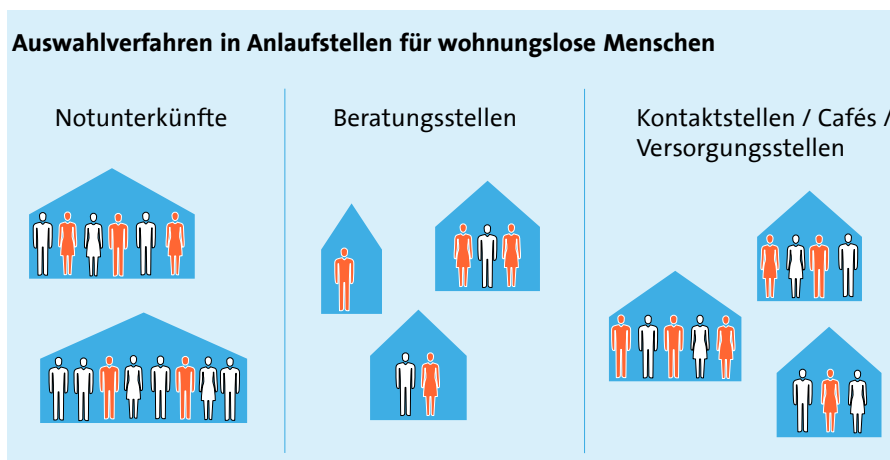 Auswahlverfahren in Anlaufstellen für wohnungslose Menschen
Notunterkünfte
Beratungsstellen
Kontaktstellen / Cafés /
Versorgungsstellen